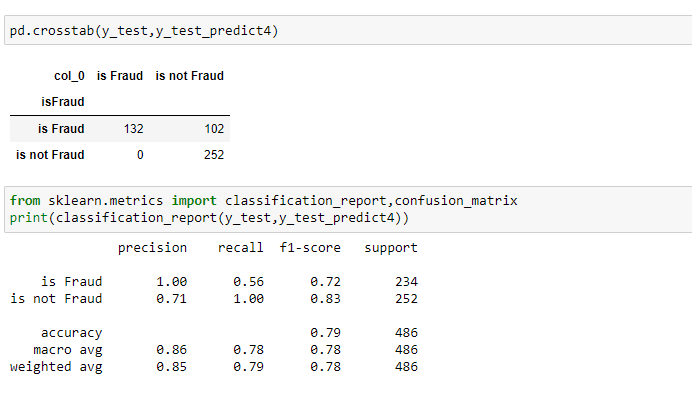 pd.crosstab(y_test,y_test_predict4)
col_0 is Fraud is not Fraud
isFraud
is Fraud 132 102
is not Fraud 0 252
from sklearn.metrics import classification_report,confusion_matrix
print(classification_report(y_test,y_test_predict4))
precision recall f1-score support
is Fraud 1.00 0.56 0.72 234
is not Fraud 0.71 1.00 0.83 252
accuracy 0.79 486
macro avg 0.86 0.78 0.78 486
weighted avg 0.85 0.79 0.78 486